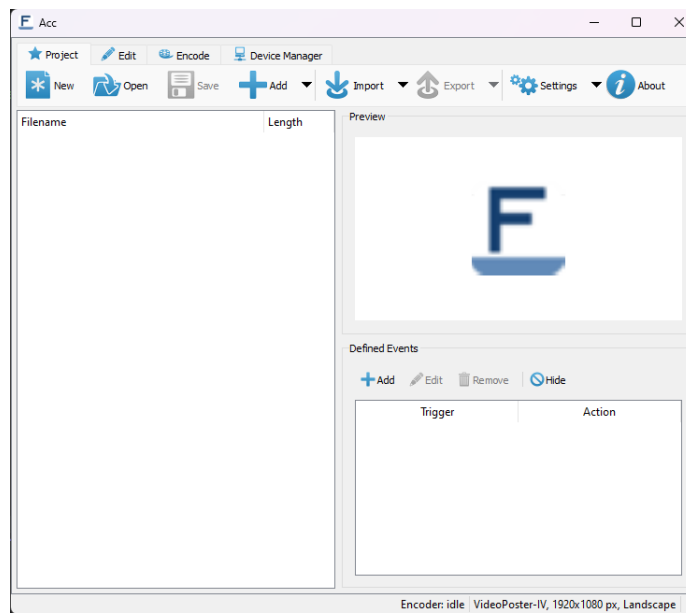 F Acc
Project Edit Encode Device Manager
New Open Save Add Import Export Settings i About
Filename Length
Preview
F
Defined Events
Add Edit Remove Hide
Trigger Action
Encoder: idle VideoPoster-IV, 1920x1080 px, Landscape